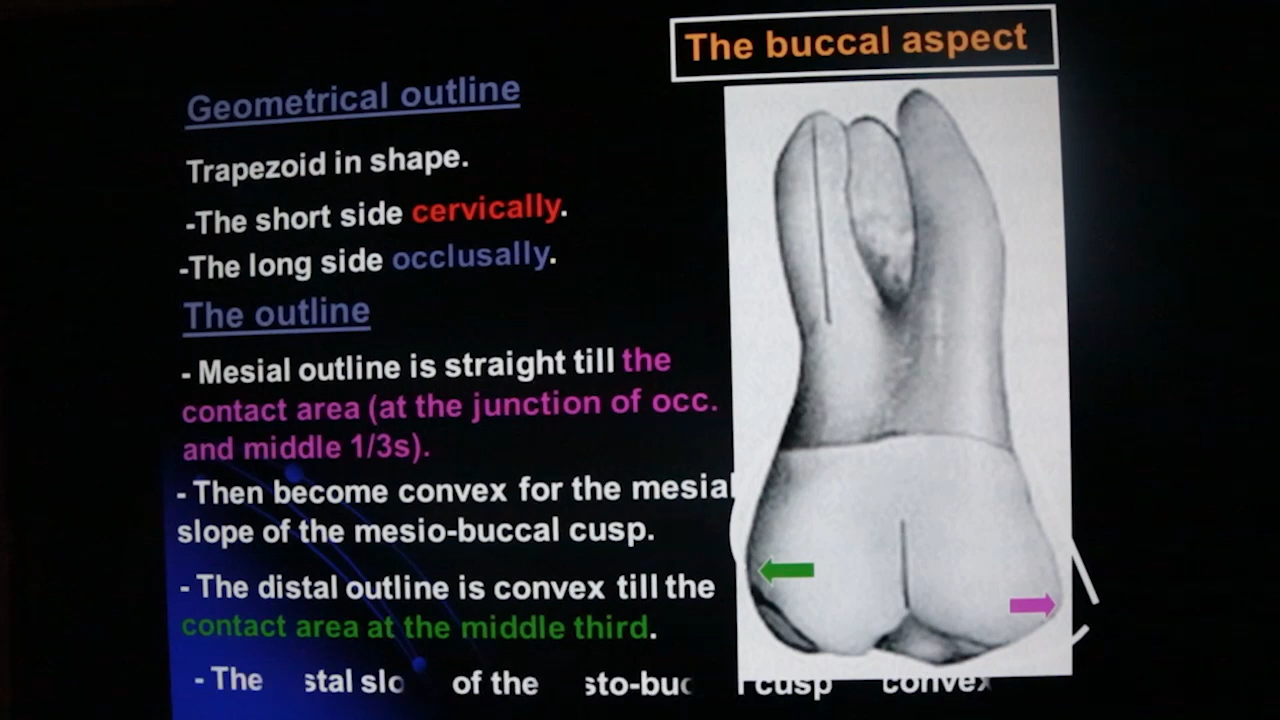 The buccal aspect
Geometrical outline
Trapezoid in shape.
-The short side cervically.
-The long side occlusally.
The outline
- Mesial outline is straight till the
contact area (at the junction of occ.
and middle 1/3s).
- Then become convex for the mesial
slope of the mesio-buccal cusp.
- The distal outline is convex till the
contact area at the middle third.
- The of the cusp convex